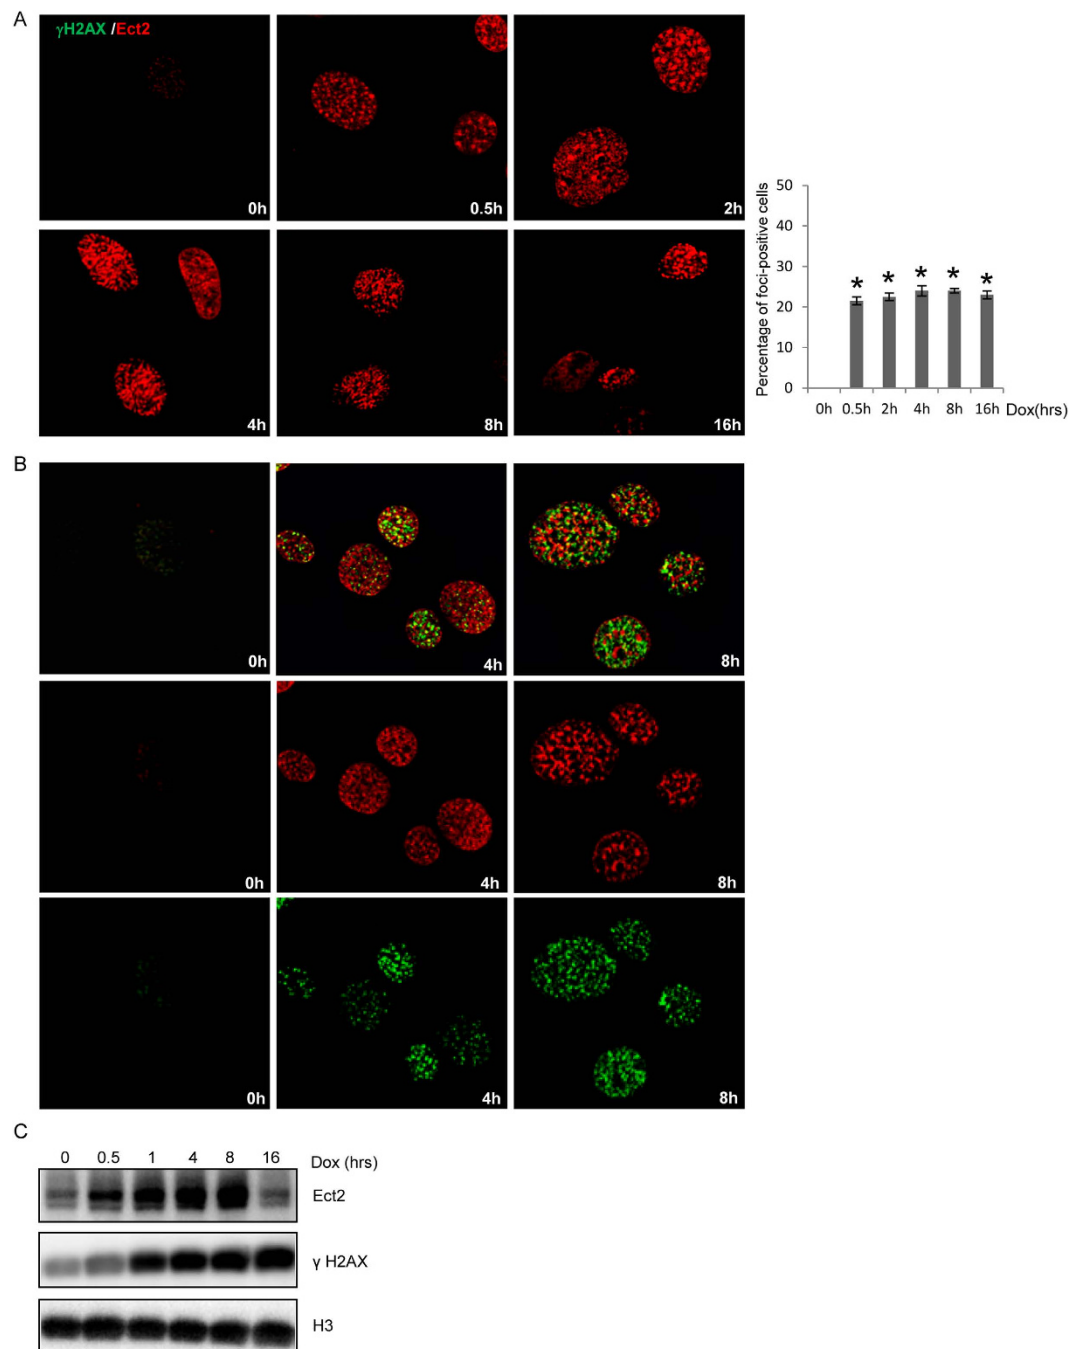 A
γH2AX /Ect2
0h
0.5h
2h
4h
8h
16h
Percentage of foci-positive cells
50
40
30
20
10
0
* * * * *
0h 0.5h 2h 4h 8h 16h Dox(hrs)
B
0h
4h
8h
0h
4h
8h
0h
4h
8h
C
0 0.5 1 4 8 16 Dox (hrs)
Ect2
γ H2AX
H3